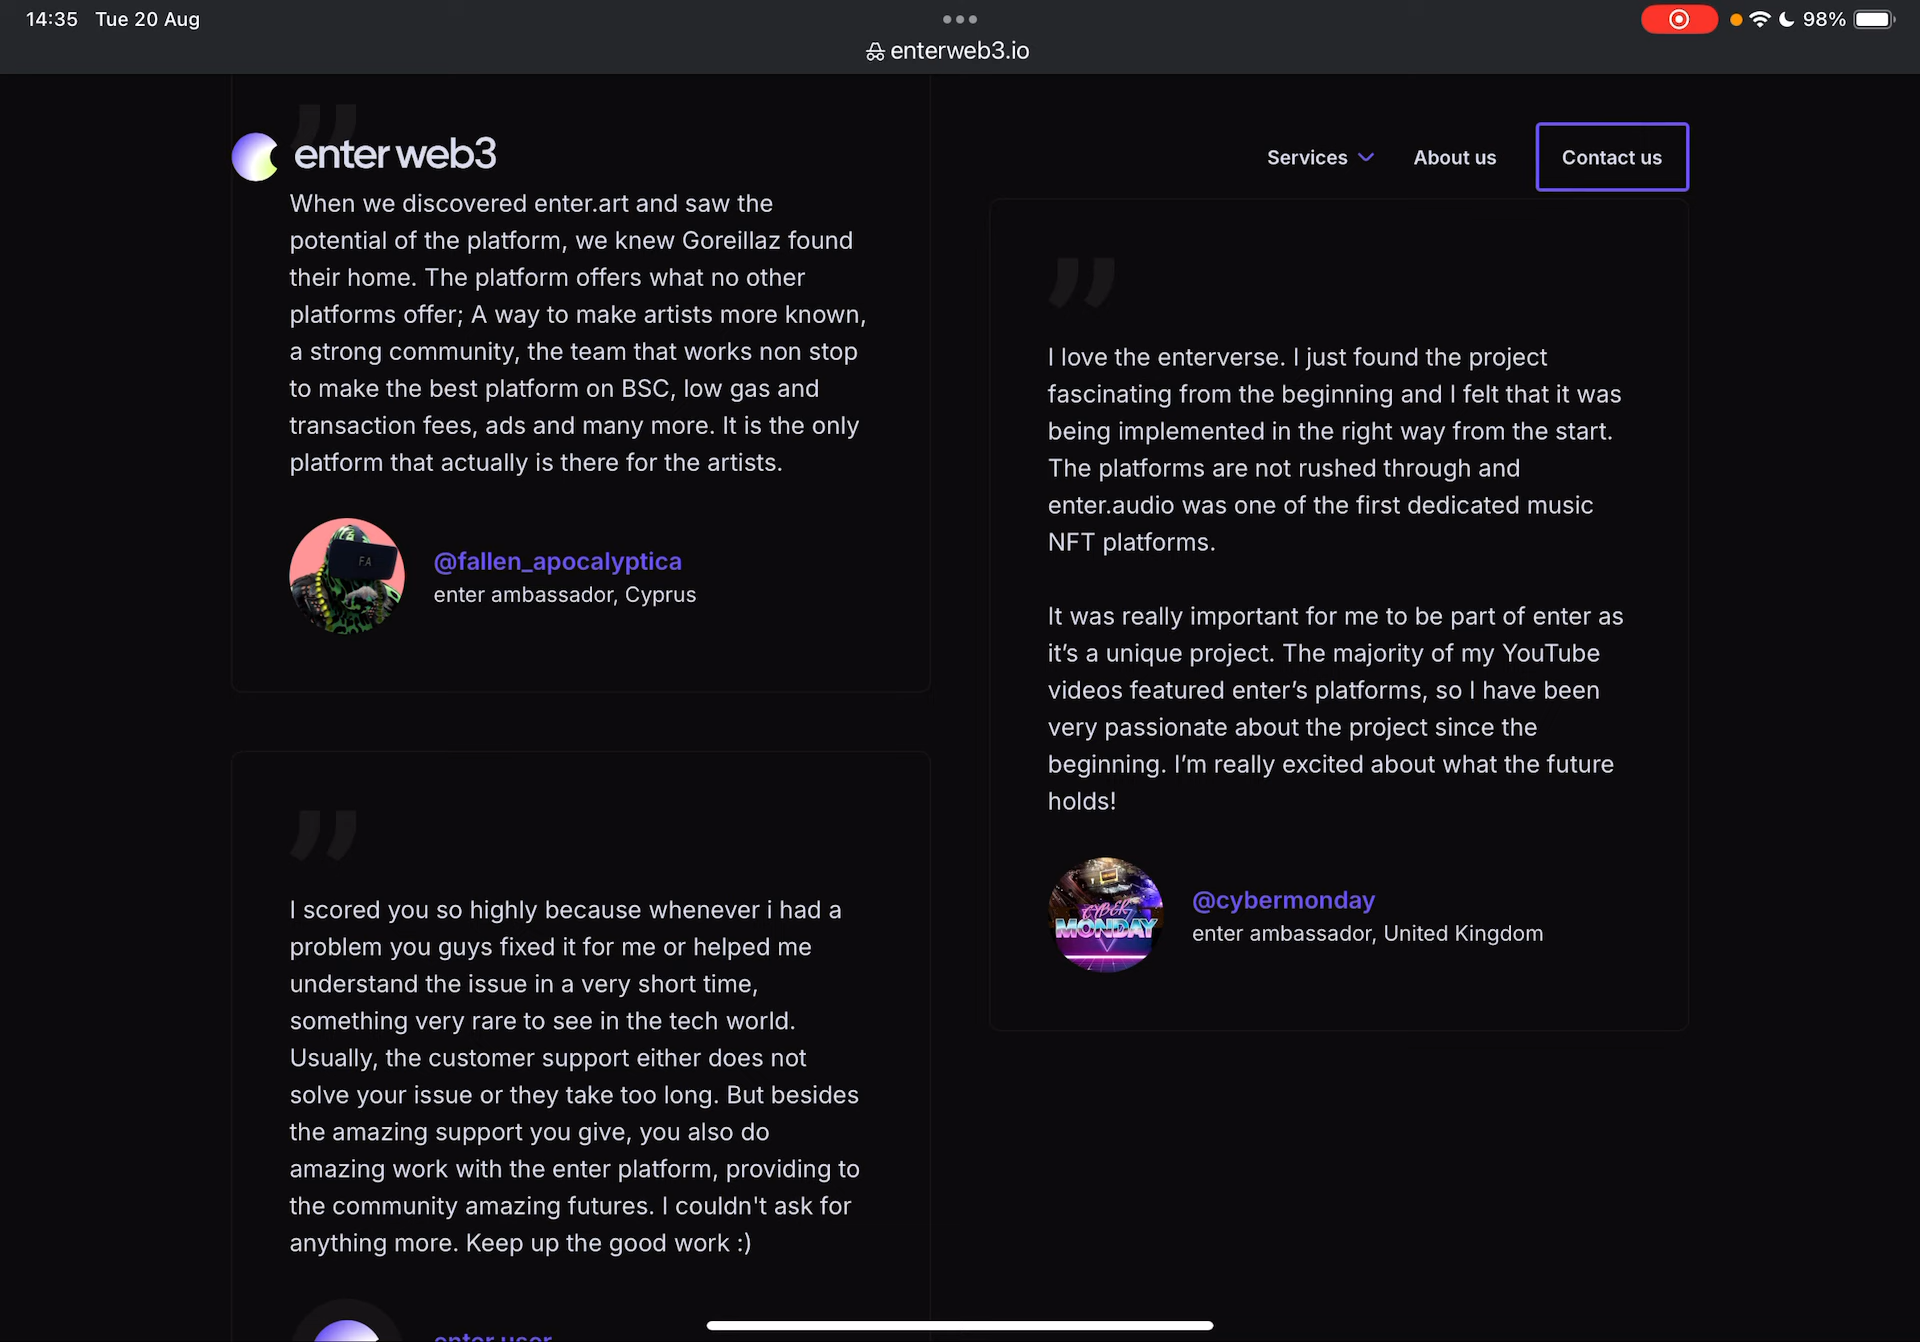 14:35 Tue 20 Aug
98%
enterweb3.io
enter web3
Services
About us
Contact us
When we discovered enter.art and saw the
potential of the platform, we knew Goreillaz found
their home. The platform offers what no other
platforms offer; A way to make artists more known,
a strong community, the team that works non stop
to make the best platform on BSC, low gas and
transaction fees, ads and many more. It is the only
platform that actually is there for the artists.
FA
@fallen_apocalyptica
enter ambassador, Cyprus
I scored you so highly because whenever i had a
problem you guys fixed it for me or helped me
understand the issue in a very short time,
something very rare to see in the tech world.
Usually, the customer support either does not
solve your issue or they take too long. But besides
the amazing support you give, you also do
amazing work with the enter platform, providing to
the community amazing futures. I couldn't ask for
anything more. Keep up the good work :)
enter user
I love the enterverse. I just found the project
fascinating from the beginning and I felt that it was
being implemented in the right way from the start.
The platforms are not rushed through and
enter.audio was one of the first dedicated music
NFT platforms.
It was really important for me to be part of enter as
it’s a unique project. The majority of my YouTube
videos featured enter’s platforms, so I have been
very passionate about the project since the
beginning. I’m really excited about what the future
holds!
CYBER
MONDAY
@cybermonday
enter ambassador, United Kingdom